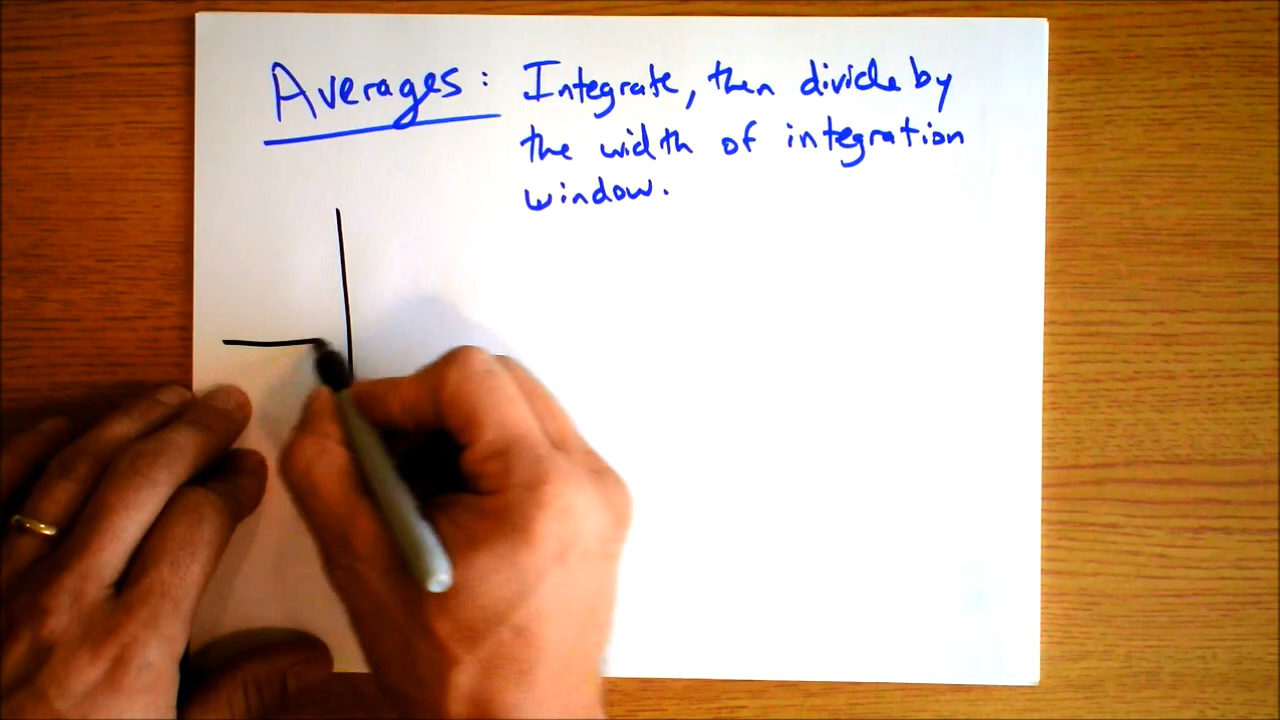 Averages: Integrate, then divide by
the width of integration
window.